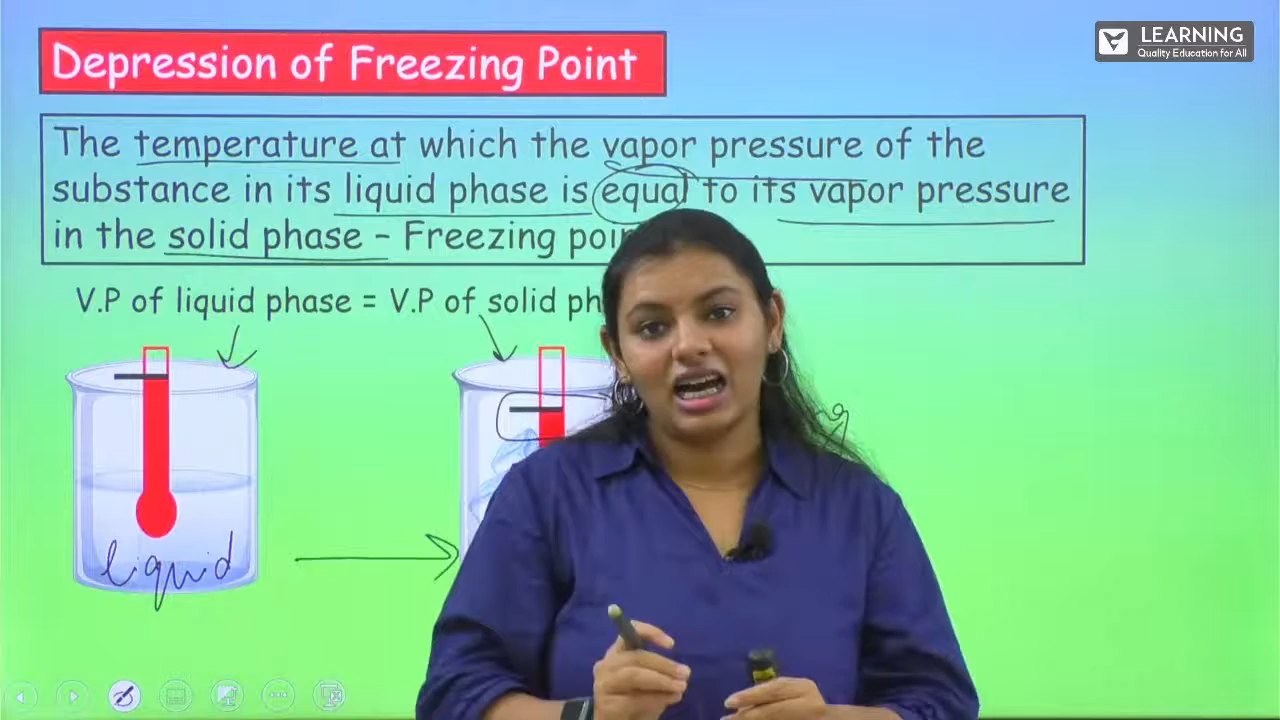 LEARNING
Quality Education for All
Depression of Freezing Point
The temperature at which the vapor pressure of the
substance in its liquid phase is equal to its vapor pressure
in the solid phase - Freezing
V.P of liquid phase = V.P of solid
liquid